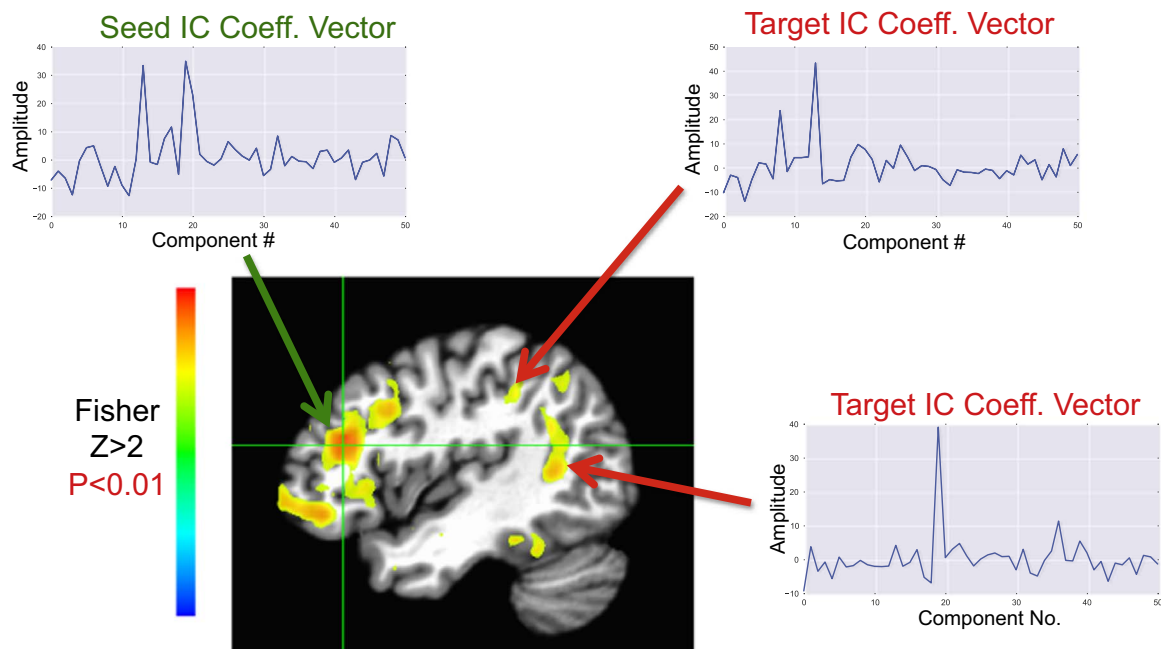 Seed IC Coeff. Vector
40
30
20
10
0
−10
−20
Amplitude
0 10 20 30 40 50
Component #
Target IC Coeff. Vector
50
40
30
20
10
0
−10
−20
Amplitude
0 10 20 30 40 50
Component #
Fisher
Z>2
P<0.01
Target IC Coeff. Vector
40
30
20
10
0
−10
Amplitude
0 10 20 30 40 50
Component No.